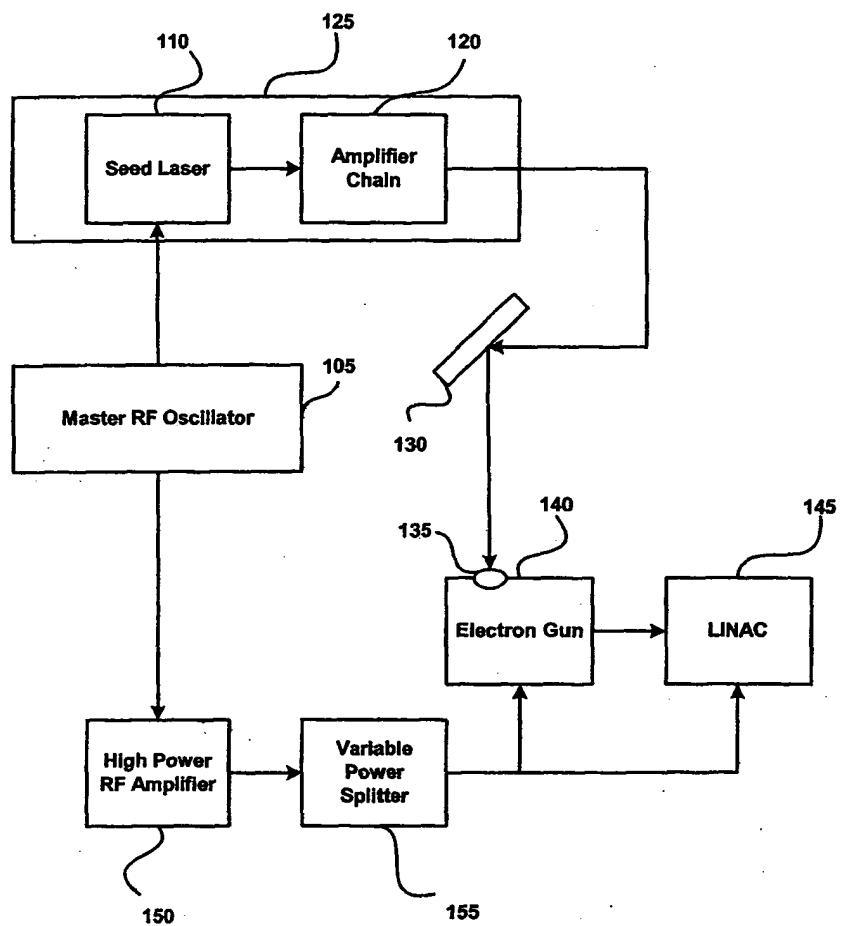 110
125
120
Seed Laser
Amplifier
Chain
105
Master RF Oscillator
130
135
140
145
Electron Gun
LINAC
High Power
RF Amplifier
Variable
Power
Splitter
150
155